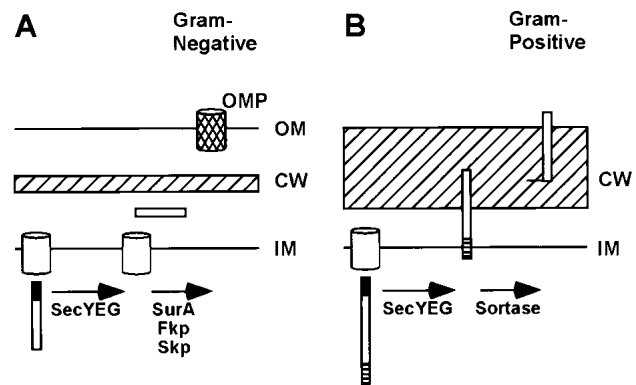 A
Gram-
Negative
OMP
OM
CW
IM
SecYEG
SurA
Fkp
Skp
B
Gram-
Positive
CW
IM
SecYEG
Sortase